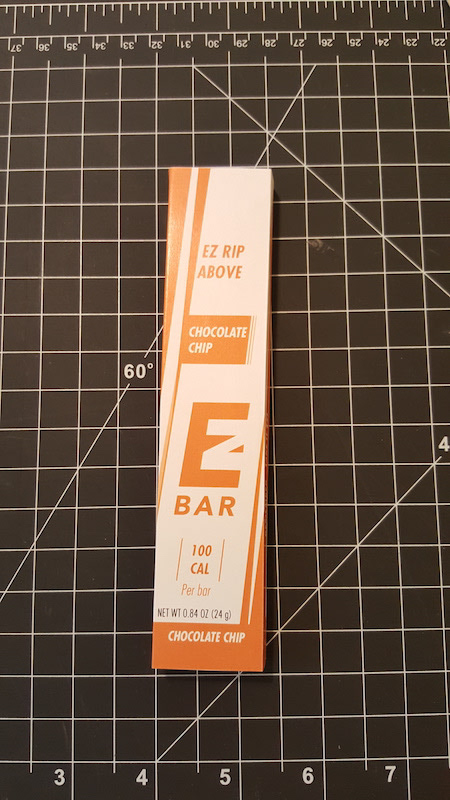 37 36 35 34 33 32 31 30 29 28 27 26 25 24 23 22
EZ RIP
ABOVE
CHOCOLATE
CHIP
60°
EZ
4
BAR
100
CAL
Per bar
NET WT 0.84 OZ (24 g)
CHOCOLATE CHIP
3 4 5 6 7